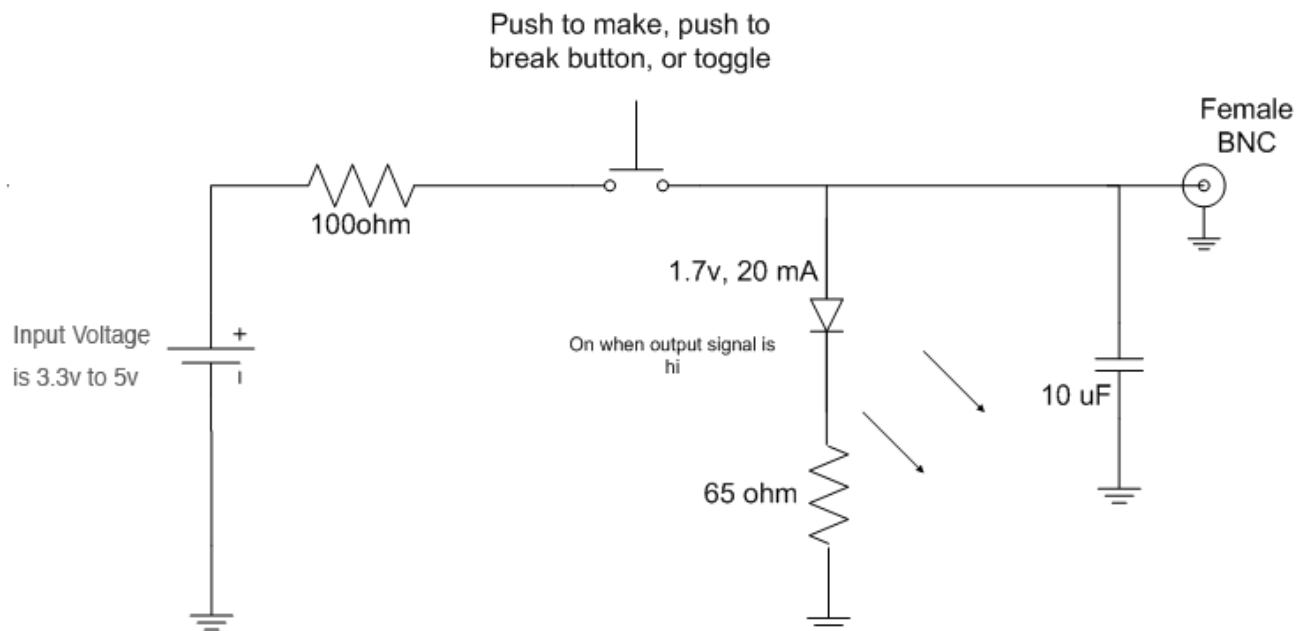 Push to make, push to
break button, or toggle
Female
BNC
100ohm
1.7v, 20 mA
Input Voltage
is 3.3v to 5v
+
-
On when output signal is
hi
10 uF
65 ohm